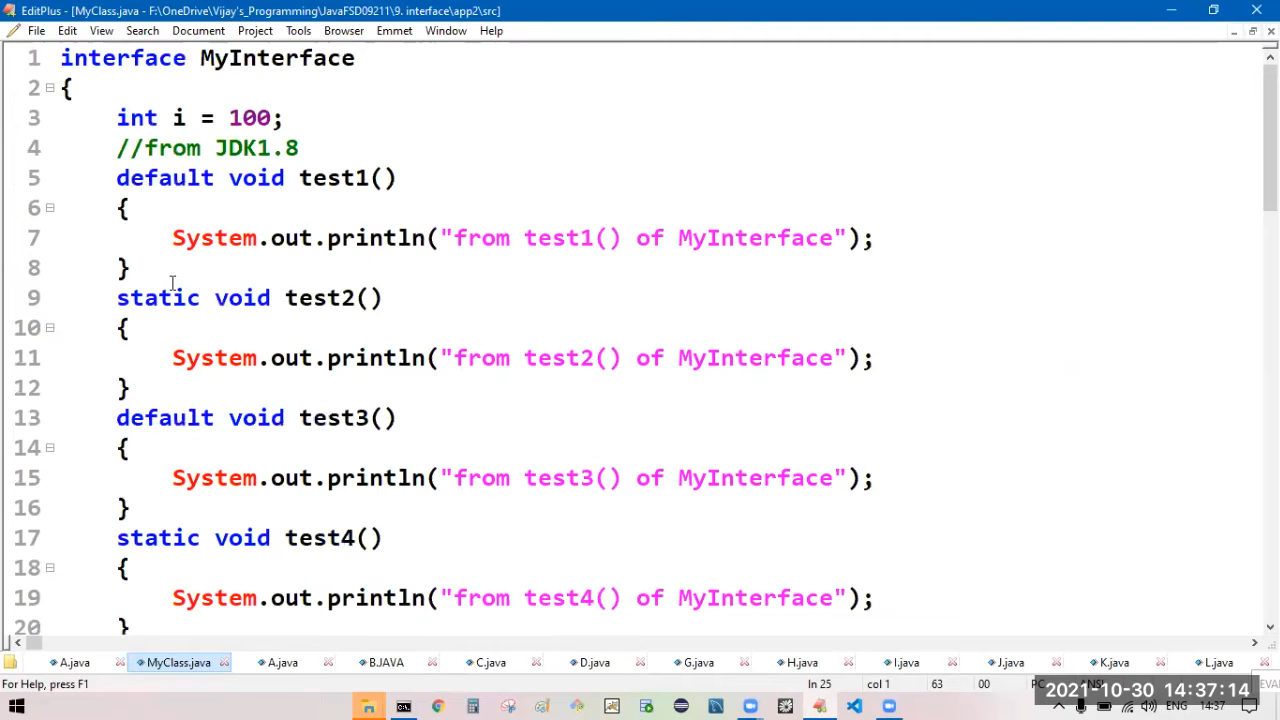 EditPlus - [MyClass.java - F:\OneDrive\Vijay's_Programming\JavaFSD09211\9. interface\app2\src]
File Edit View Search Document Project Tools Browser Emmet Window Help
1 interface MyInterface
2 {
3 int i = 100;
4 //from JDK1.8
5 default void test1()
6 {
7 System.out.println("from test1() of MyInterface");
8 }
9 static void test2()
10 {
11 System.out.println("from test2() of MyInterface");
12 }
13 default void test3()
14 {
15 System.out.println("from test3() of MyInterface");
16 }
17 static void test4()
18 {
19 System.out.println("from test4() of MyInterface");
20 }
A.java MyClass.java A.java B.JAVA C.java D.java G.java H.java I.java J.java K.java L.java
For Help, press F1 ln 25 col 1 63 00 PC ANSI
2021-10-30 14:37:14
ENG 14:37